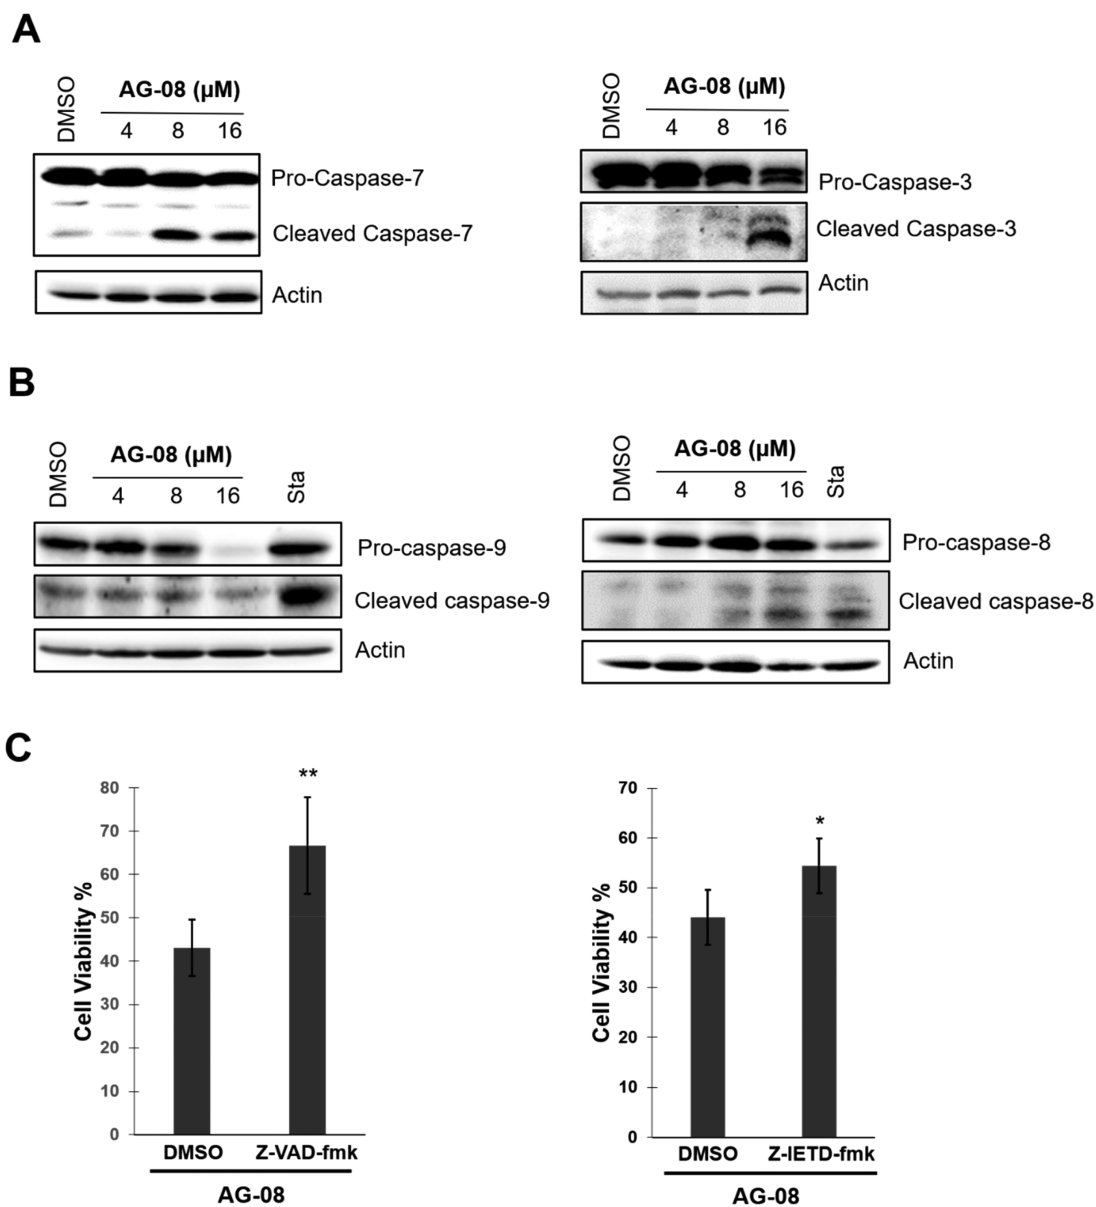 A
DMSO
AG-08 (µM)
4 8 16
Pro-Caspase-7
Cleaved Caspase-7
Actin
DMSO
AG-08 (µM)
4 8 16
Pro-Caspase-3
Cleaved Caspase-3
Actin
B
DMSO
AG-08 (µM)
4 8 16
Sta
Pro-caspase-9
Cleaved caspase-9
Actin
DMSO
AG-08 (µM)
4 8 16
Sta
Pro-caspase-8
Cleaved caspase-8
Actin
C
Cell Viability %
80
70
60
50
40
30
20
10
0
**
DMSO Z-VAD-fmk
AG-08
Cell Viability %
70
60
50
40
30
20
10
0
*
DMSO Z-IETD-fmk
AG-08